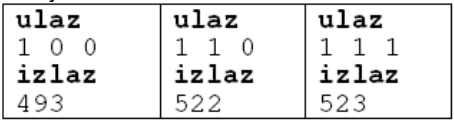 ulaz ulaz ulaz
1 0 0 1 1 0 1 1 1
izlaz izlaz izlaz
493 522 523